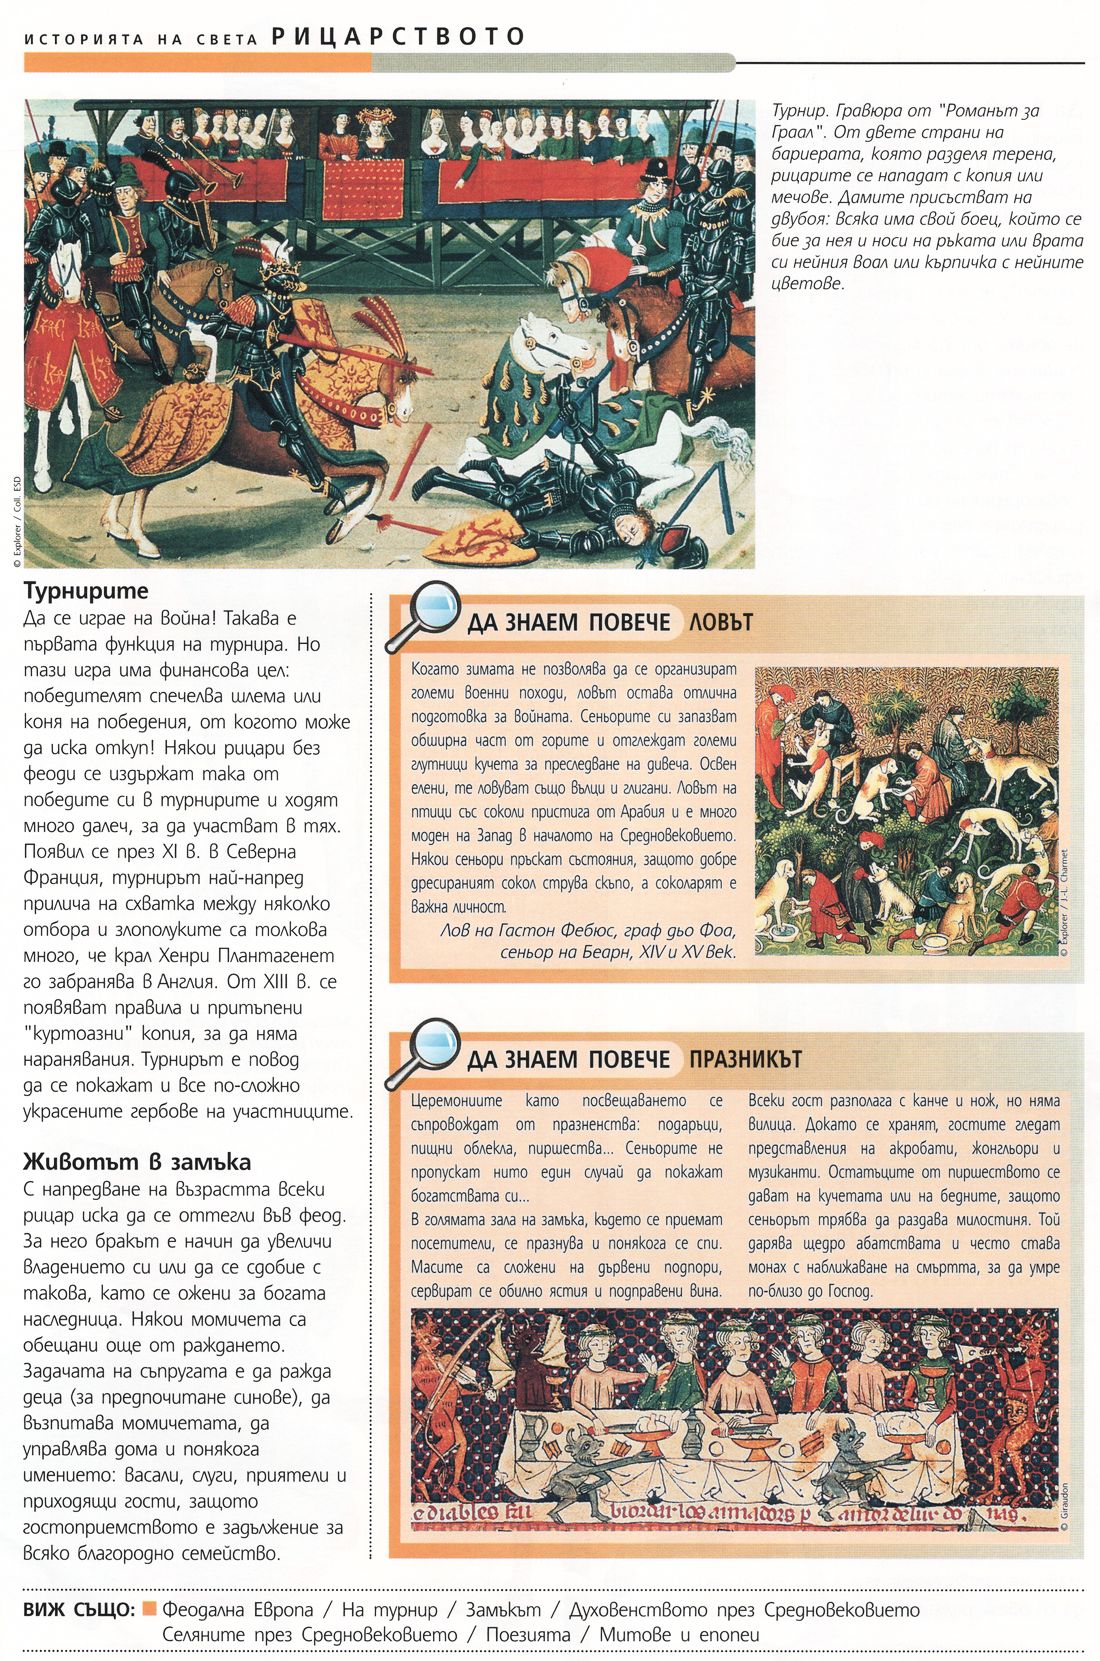 ИСТОРИЯТА НА СВЕТА РИЦАРСТВОТО
Турнир. Гравюра от "Романът за
Граал". От двете страни на
бариерата, която разделя терена,
рицарите се нападат с копия или
мечове. Дамите присъстват на
двубоя: всяка има свой боец, който се
бие за нея и носи на ръката или врата
си нейния воал или кърпичка с нейните
цветове.
© Explorer / Coll. ESD
Турнирите
Да се играе на война! Такава е
първата функция на турнира. Но
тази игра има финансова цел:
победителят спечелва шлема или
коня на победения, от когото може
да иска откуп! Някои рицари без
феоди се издържат така от
победите си в турнирите и ходят
много далеч, за да участват в тях.
Появил се през XI в. в Северна
Франция, турнирът най-напред
прилича на схватка между няколко
отбора и злополуките са толкова
много, че крал Хенри Плантагенет
го забранява в Англия. От XIII в. се
появяват правила и притъпени
"куртоазни" копия, за да няма
наранявания. Турнирът е повод
да се покажат и все по-сложно
украсените гербове на участниците.
Животът в замъка
С напредване на възрастта всеки
рицар иска да се оттегли във феод.
За него бракът е начин да увеличи
владението си или да се сдобие с
такова, като се ожени за богата
наследница. Някои момичета са
обещани още от раждането.
Задачата на съпругата е да ражда
деца (за предпочитане синове), да
възпитава момичетата, да
управлява дома и понякога
имението: васали, слуги, приятели и
приходящи гости, защото
гостоприемството е задължение за
всяко благородно семейство.
ДА ЗНАЕМ ПОВЕЧЕ ЛОВЪТ
Когато зимата не позволява да се организират
големи военни походи, ловът остава отлична
подготовка за войната. Сеньорите си запазват
обширна част от горите и отглеждат големи
глутници кучета за преследване на дивеча. Освен
елени, те ловуват също вълци и глигани. Ловът на
птици със соколи пристига от Арабия и е много
моден на Запад в началото на Средновековието.
Някои сеньори пръскат състояния, защото добре
дресираният сокол струва скъпо, а соколарят е
важна личност.
Лов на Гастон Фебюс, граф дьо Фоа,
сеньор на Беарн, XIV и XV век.
© Explorer / J.-L. Charmet
ДА ЗНАЕМ ПОВЕЧЕ ПРАЗНИКЪТ
Церемониите като посвещаването се
съпровождат от празненства: подаръци,
пищни облекла, пиршества... Сеньорите не
пропускат нито един случай да покажат
богатствата си...
В голямата зала на замъка, където се приемат
посетители, се празнува и понякога се спи.
Масите са сложени на дървени подпори,
сервират се обилно ястия и подправени вина.
Всеки гост разполага с канче и нож, но няма
вилица. Докато се хранят, гостите гледат
представления на акробати, жонгльори и
музиканти. Остатъците от пиршеството се
дават на кучетата или на бедните, защото
сеньорът трябва да раздава милостиня. Той
дарява щедро абатствата и често става
монах с наближаване на смъртта, за да умре
по-близо до Господ.
© Giraudon
ВИЖ СЪЩО: Феодална Европа / На турнир / Замъкът / Духовенството през Средновековието
Селяните през Средновековието / Поезията / Митове и епопеи